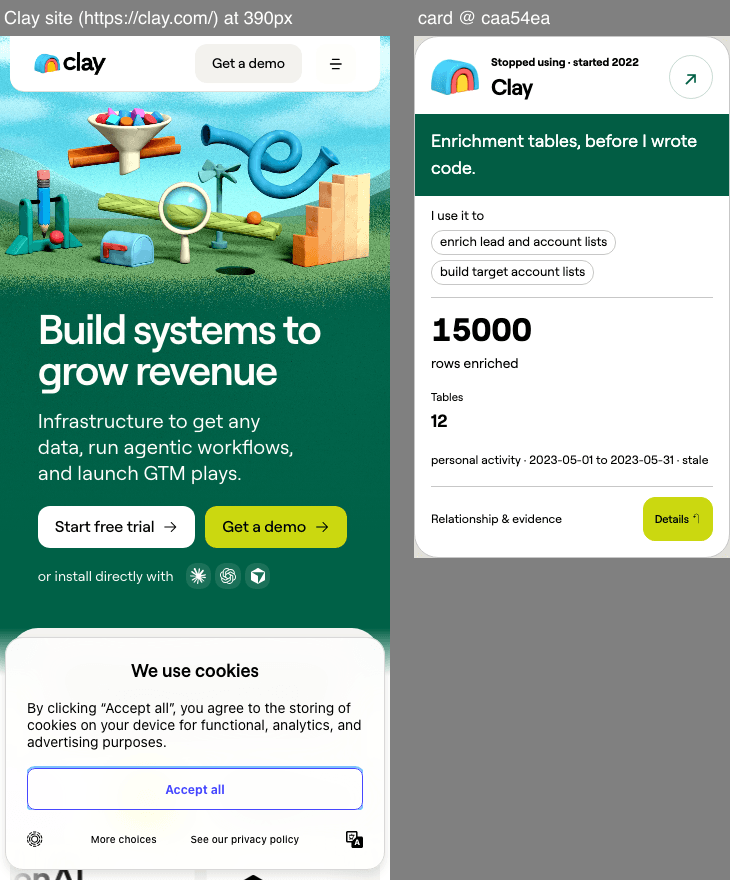 Clay site (https://clay.com/) at 390px
clay
Get a demo
Build systems to
grow revenue
Infrastructure to get any
data, run agentic workflows,
and launch GTM plays.
Start free trial →
Get a demo →
or install directly with
We use cookies
By clicking “Accept all”, you agree to the storing of
cookies on your device for functional, analytics, and
advertising purposes.
Accept all
More choices
See our privacy policy
card @ caa54ea
Stopped using · started 2022
Clay
Enrichment tables, before I wrote
code.
I use it to
enrich lead and account lists
build target account lists
15000
rows enriched
Tables
12
personal activity · 2023-05-01 to 2023-05-31 · stale
Relationship & evidence
Details